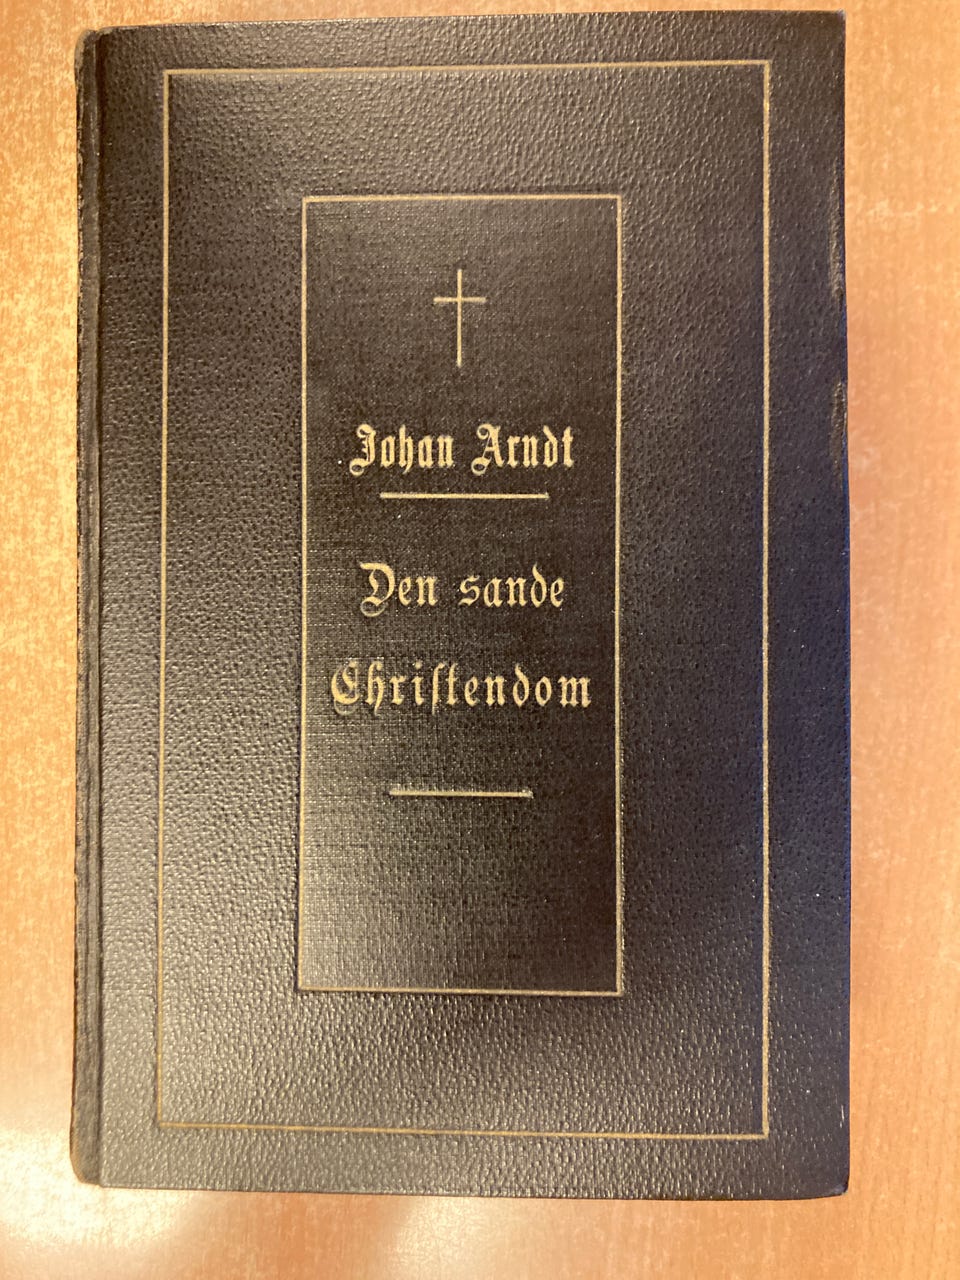 Johan Arndt
Den sande
Chriſtendom